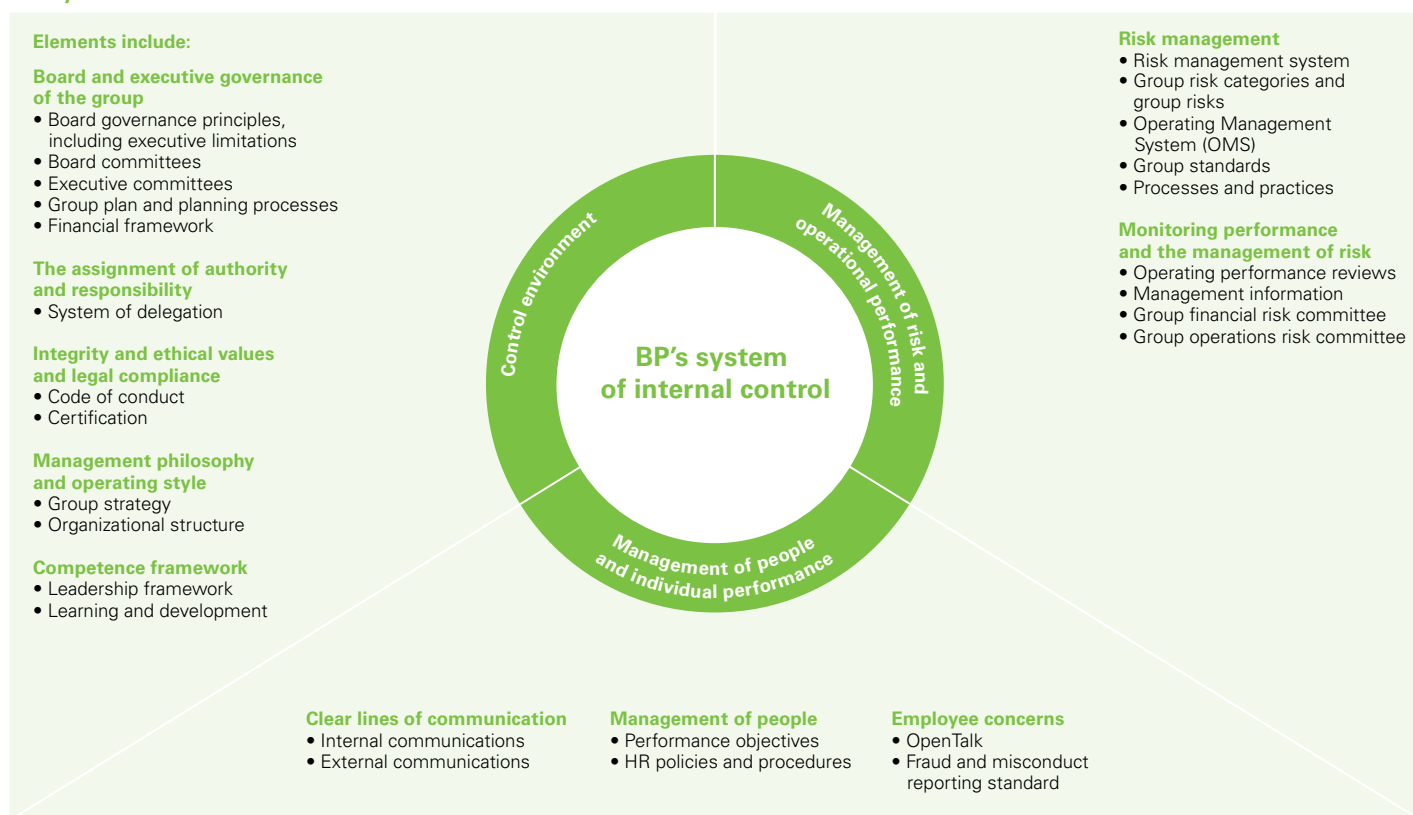 Elements include:
Board and executive governance
of the group
• Board governance principles,
including executive limitations
• Board committees
• Executive committees
• Group plan and planning processes
• Financial framework
The assignment of authority
and responsibility
• System of delegation
Integrity and ethical values
and legal compliance
• Code of conduct
• Certification
Management philosophy
and operating style
• Group strategy
• Organizational structure
Competence framework
• Leadership framework
• Learning and development
Control environment
BP's system
of internal control
Management of risk and
operational performance
Management of people
and individual performance
Risk management
• Risk management system
• Group risk categories and
group risks
• Operating Management
System (OMS)
• Group standards
• Processes and practices
Monitoring performance
and the management of risk
• Operating performance reviews
• Management information
• Group financial risk committee
• Group operations risk committee
Clear lines of communication
• Internal communications
• External communications
Management of people
• Performance objectives
• HR policies and procedures
Employee concerns
• OpenTalk
• Fraud and misconduct
reporting standard